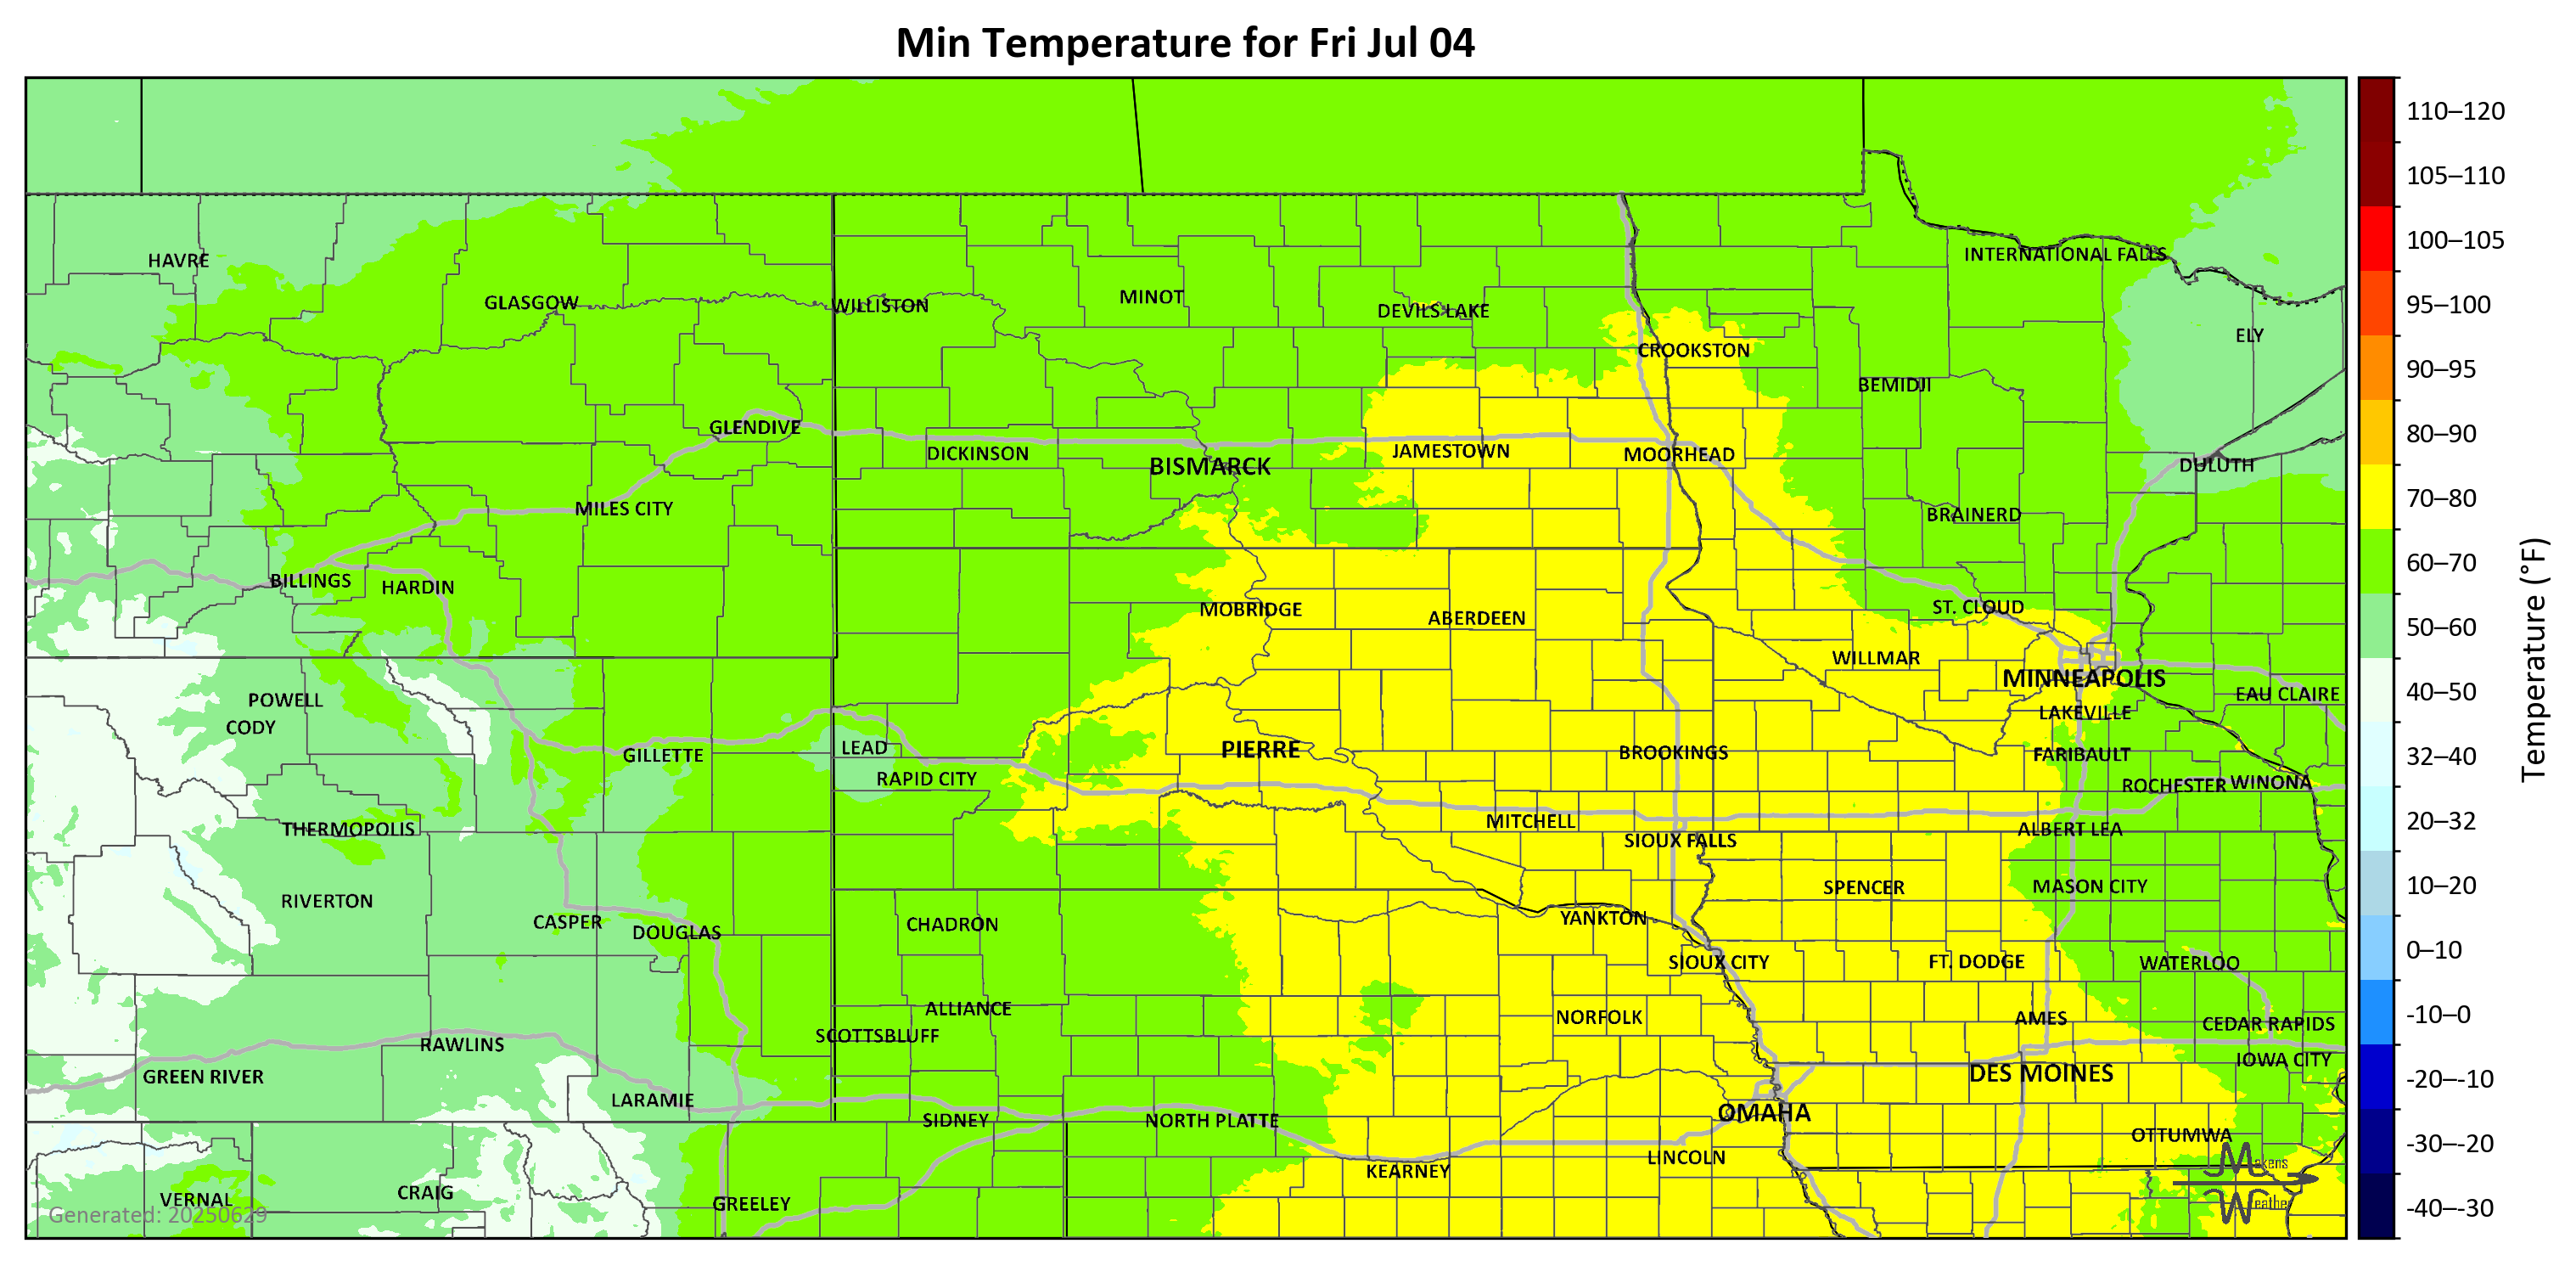 Min Temperature for Fri Jul 04
HAVRE
GLASGOW
WILLISTON
MINOT
DEVILS LAKE
CROOKSTON
INTERNATIONAL FALLS
ELY
BEMIDJI
GLENDIVE
DICKINSON
BISMARCK
JAMESTOWN
MOORHEAD
DULUTH
MILES CITY
BRAINERD
BILLINGS
HARDIN
MOBRIDGE
ABERDEEN
ST. CLOUD
WILLMAR
MINNEAPOLIS
EAU CLAIRE
POWELL
CODY
LAKEVILLE
GILLETTE
LEAD
RAPID CITY
PIERRE
BROOKINGS
FARIBAULT
ROCHESTER
WINONA
THERMOPOLIS
MITCHELL
SIOUX FALLS
ALBERT LEA
RIVERTON
SPENCER
MASON CITY
CASPER
DOUGLAS
CHADRON
YANKTON
SIOUX CITY
FT. DODGE
WATERLOO
ALLIANCE
NORFOLK
AMES
CEDAR RAPIDS
SCOTTSBLUFF
RAWLINS
IOWA CITY
GREEN RIVER
DES MOINES
LARAMIE
SIDNEY
NORTH PLATTE
OMAHA
OTTUMWA
KEARNEY
LINCOLN
VERNAL
CRAIG
GREELEY
Generated: 20250629
Makens
Weather
110–120
105–110
100–105
95–100
90–95
80–90
70–80
60–70
50–60
40–50
32–40
20–32
10–20
0–10
-10–0
-20–-10
-30–-20
-40–-30
Temperature (°F)